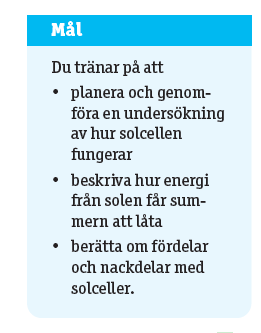 Mål
Du tränar på att
• planera och genom-
föra en undersökning
av hur solcellen
fungerar
• beskriva hur energi
från solen får sum-
mern att låta
• berätta om fördelar
och nackdelar med
solceller.